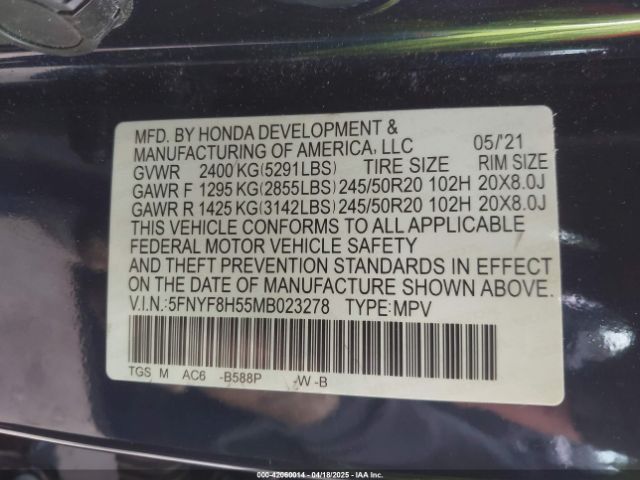 MFD. BY HONDA DEVELOPMENT &
MANUFACTURING OF AMERICA, LLC 05/'21
GVWR 2400 KG(5291LBS) TIRE SIZE RIM SIZE
GAWR F 1295 KG(2855LBS) 245/50R20 102H 20X8.0J
GAWR R 1425 KG(3142LBS) 245/50R20 102H 20X8.0J
THIS VEHICLE CONFORMS TO ALL APPLICABLE
FEDERAL MOTOR VEHICLE SAFETY
AND THEFT PREVENTION STANDARDS IN EFFECT
ON THE DATE OF MANUFACTURE SHOWN ABOVE.
V.I.N.:5FNYF8H55MB023278 TYPE:MPV
TGS M AC6 -B588P -W -B
000-42060014 - 04/18/2025 - IAAI.COM